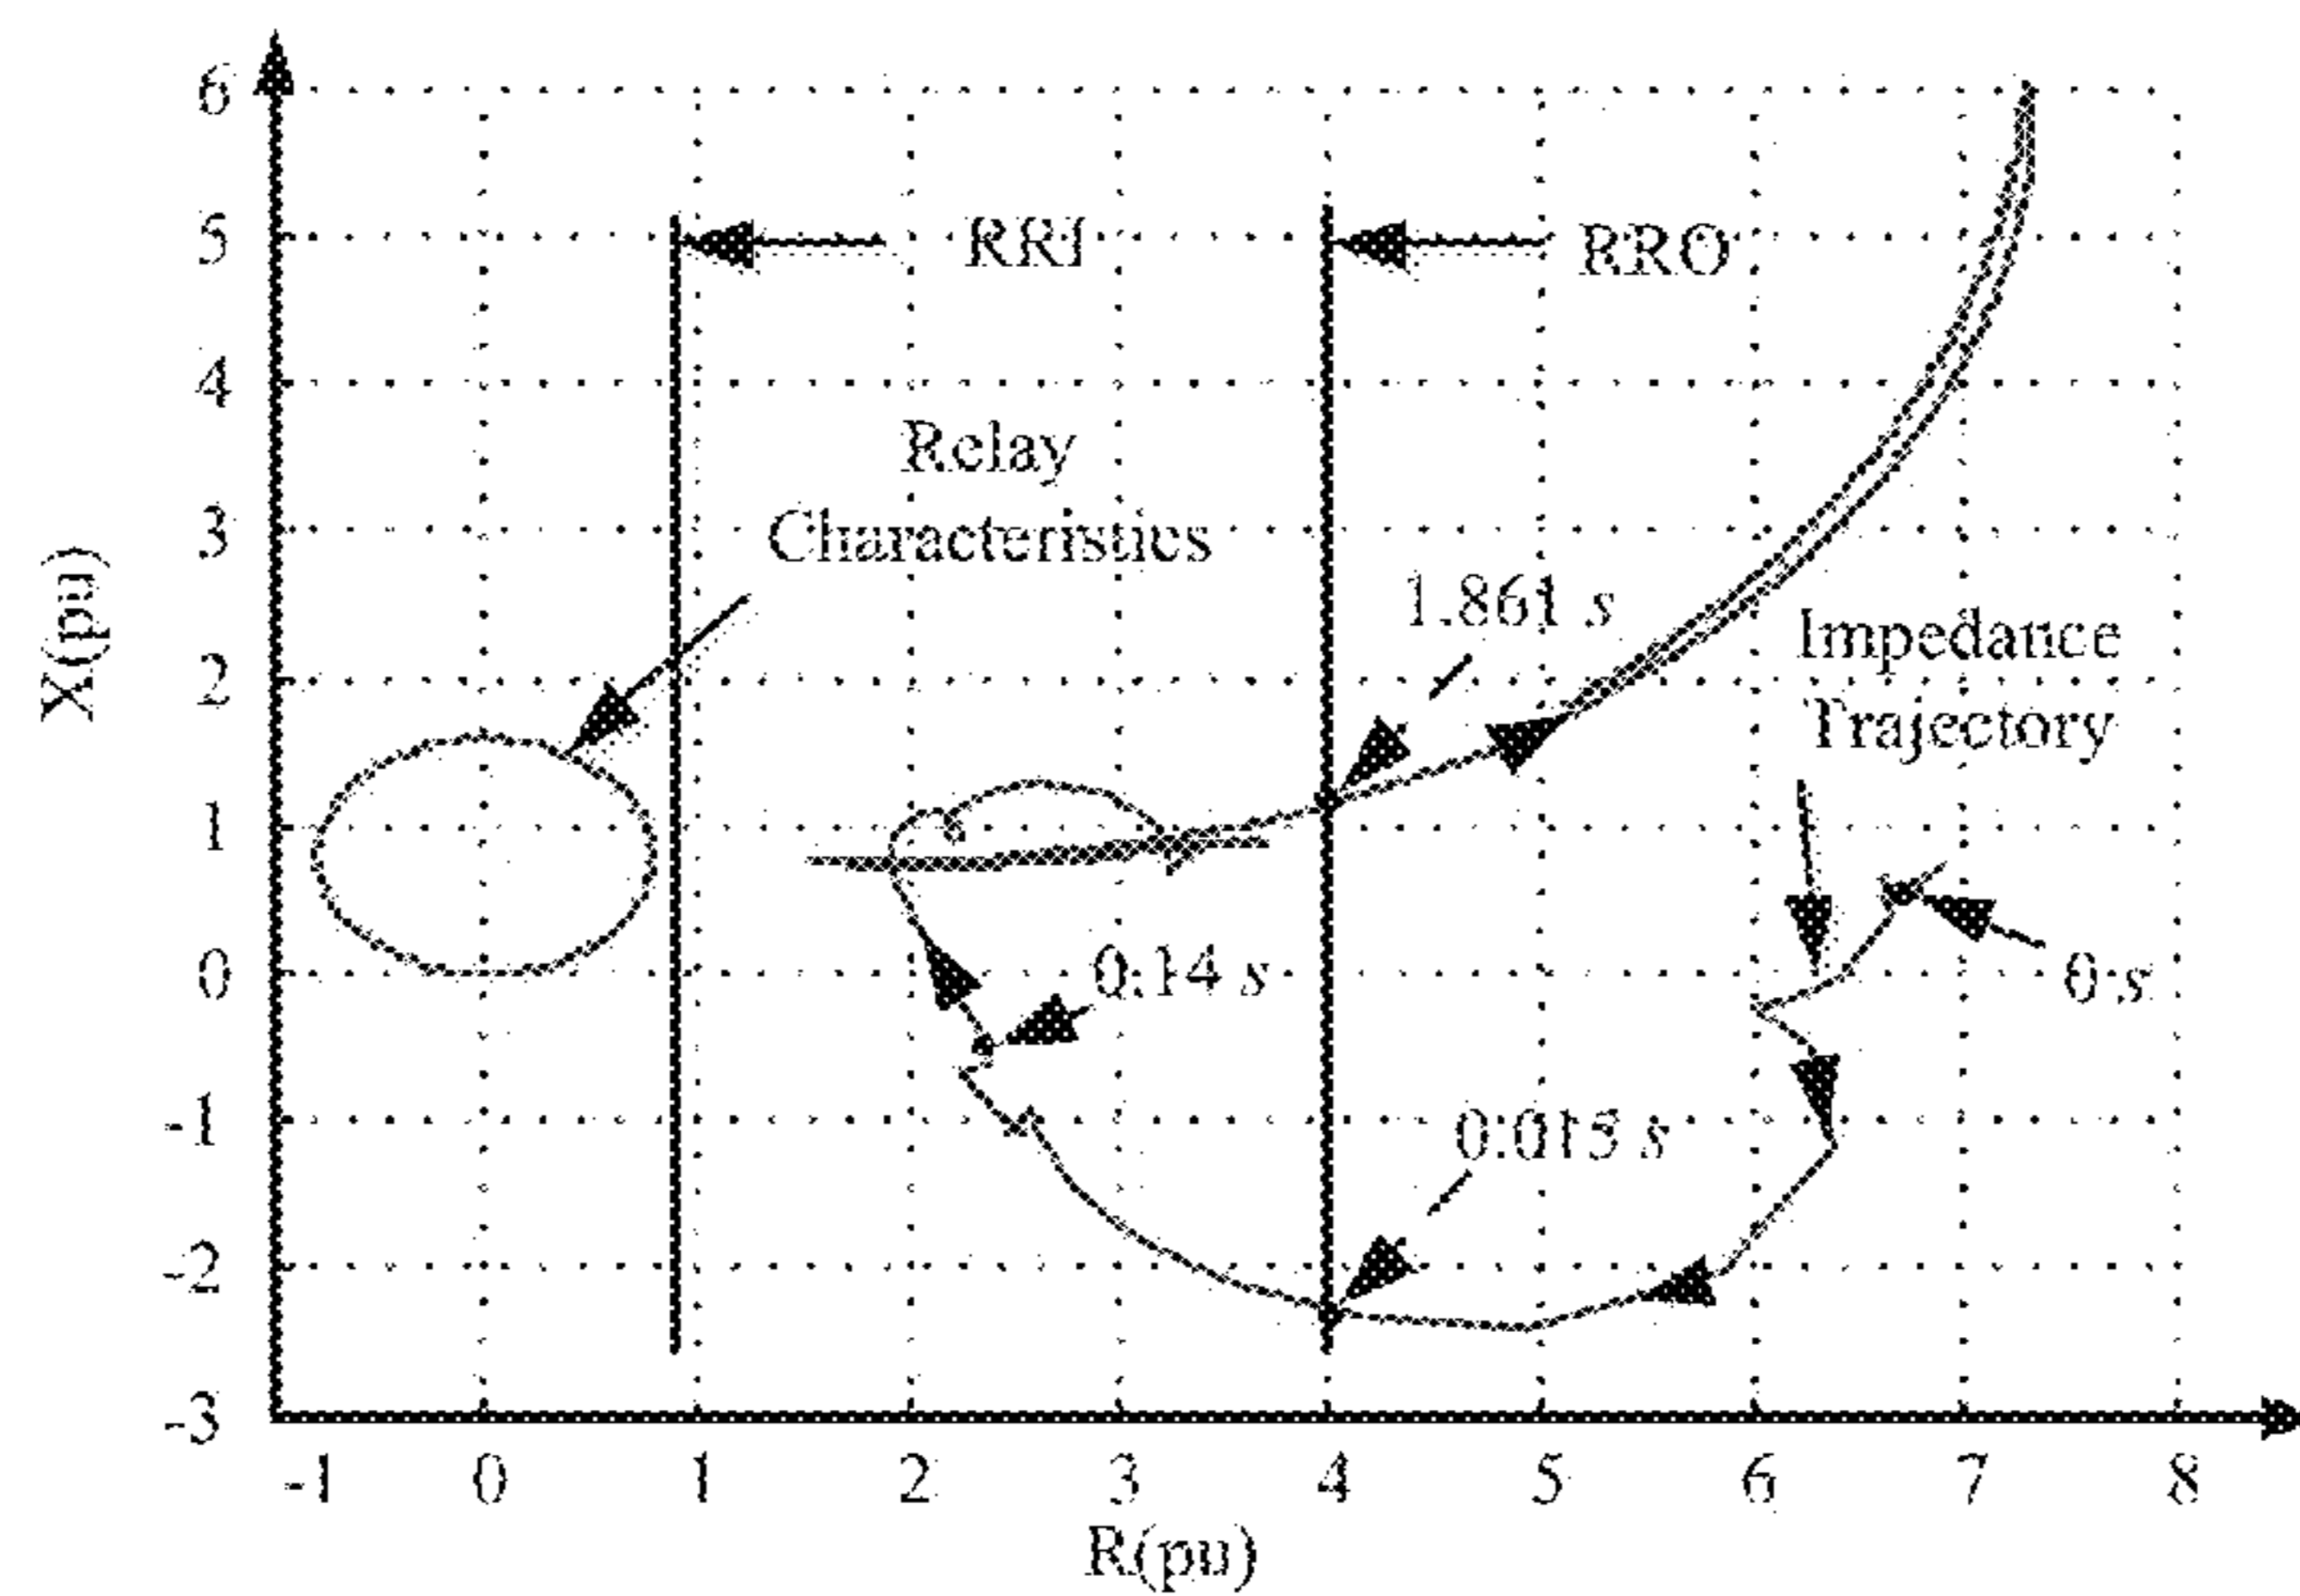 6
5
4
3
2
1
0
-1
-2
-3
X(pu)
RRI
RRO
Relay
Characteristics
1.861 s
Impedance
Trajectory
0.14 s
0 s
0.015 s
-1 0 1 2 3 4 5 6 7 8
R(pu)